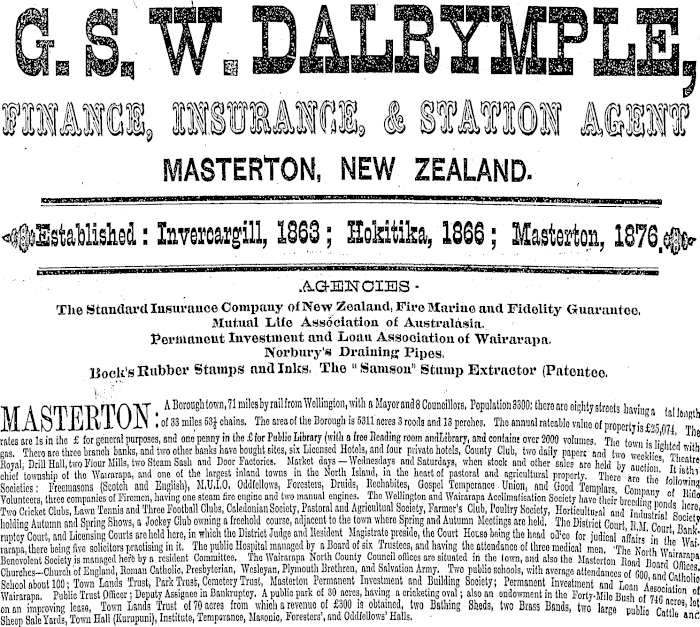 G. S. W. DALRYMPLE,
FINANCE, INSURANCE, & STATION AGENT
MASTERTON, NEW ZEALAND.
Established : Invercargill, 1863 ; Hokitika, 1866 ; Masterton, 1876.
.AGENCIES -
The Standard Insurance Company of New Zealand, Fire Marine and Fidelity Guarantee.
Mutual Life Association of Australasia.
Permanent Investment and Loan Association of Wairarapa.
Norbury's Draining Pipes.
Bock's Rubber Stamps and Inks. The "Samson" Stump Extractor (Patentee.
MASTERTON : A Borough town, 71 miles by rail from Wellington, with a Mayor and 8 Councillors. Population 3300: there are eighty streets having a tal length
of 33 miles 53½ chains. The area of the Borough is 5311 acres 3 roods and 13 perches. The annual rateable value of property is £25,074. The
rates are 1s in the £ for general purposes, and one penny in the £ for Public Library (with a free Reading room and Library, and contains over 2000 volumes. The town is lighted with
gas. There are three branch banks, and two other banks have bought sites, six Licensed Hotels, and four private hotels, County Club, two daily papers and two weeklies, Theatre
Royal, Drill Hall, two Flour Mills, two Steam Sash and Door Factories. Market days — Wednesdays and Saturdays, when stock and other sales are held by auction. It is the
chief township of the Wairarapa, and one of the largest inland towns in the North Island, in the heart of pastoral and agricultural property. There are the following
Societies : Freemasons (Scotch and English), M.U.I.O. Oddfellows, Foresters, Druids, Rechabites, Gospel Temperance Union, and Good Templars, Company of Rifle
Volunteers, three companies of Firemen, having one steam fire engine and two manual engines. The Wellington and Wairarapa Acclimatisation Society have their breeding ponds here,
Two Cricket Clubs, Lawn Tennis and Three Football Clubs, Caledonian Society, Pastoral and Agricultural Society, Farmer's Club, Poultry Society, Horticultural and Industrial Society
holding Autumn and Spring Shows, a Jockey Club owning a freehold course, adjacent to the town where Spring and Autumn Meetings are held. The District Court, R.M. Court, Bank-
ruptcy Court, and Licensing Courts are held here, in which the District Judge and Resident Magistrate preside, the Court House being the head office for judicial affairs in the Wai-
rarapa, there being five solicitors practising in it. The public Hospital managed by a Board of six Trustees, and having the attendance of three medical men. The North Wairarapa
Benevolent Society is managed here by a resident Committee. The Wairarapa North County Council offices are situated in the town, and also the Masterton Road Board Offices.
Churches—Church of England, Roman Catholic, Presbyterian, Wesleyan, Plymouth Brethren, and Salvation Army. Two public schools, with average attendances of 600, and Catholic
School about 100 ; Town Lands Trust, Park Trust, Cemetery Trust, Masterton Permanent Investment and Building Society ; Permanent Investment and Loan Association of
Wairarapa. Public Trust Officer ; Deputy Assignee in Bankruptcy. A public park of 30 acres, having a cricketing oval ; also an endowment in the Forty-Mile Bush of 746 acres, let
on an improving lease, Town Lands Trust of 70 acres from which a revenue of £300 is obtained, two Bathing Sheds, two Brass Bands, two large public Cattle and
Sheep Sale Yards, Town Hall (Kurupuni), Institute, Temperance, Masonic, Foresters', and Oddfellows' Halls.